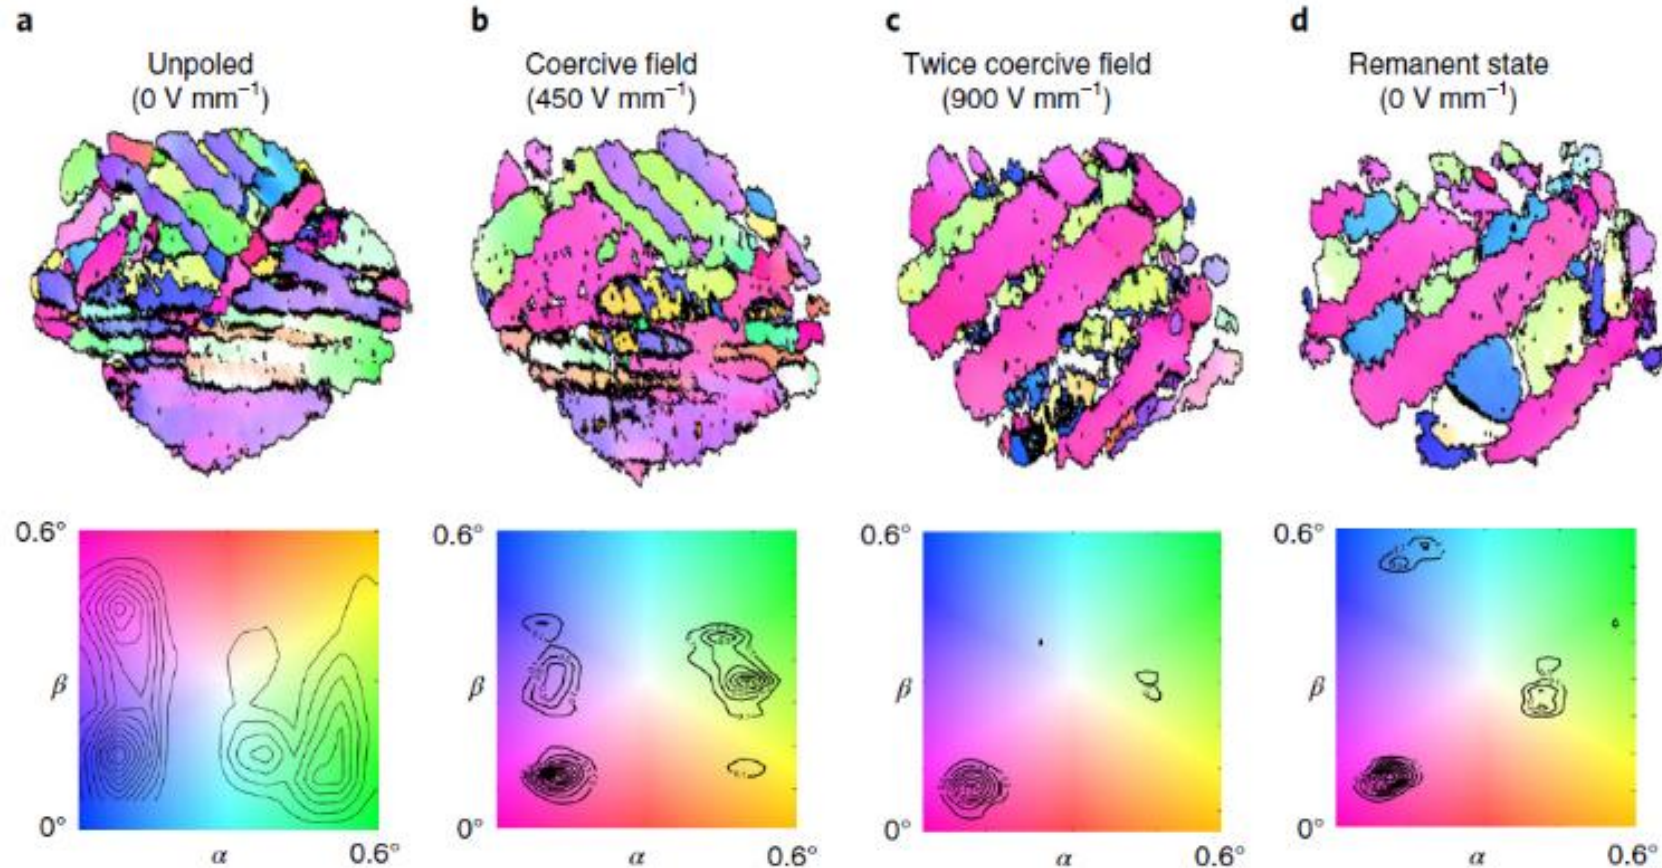 a
Unpoled
(0 V mm⁻¹)
b
Coercive field
(450 V mm⁻¹)
c
Twice coercive field
(900 V mm⁻¹)
d
Remanent state
(0 V mm⁻¹)
0.6°
β
0°
α
0.6°
0.6°
β
0°
α
0.6°
0.6°
β
0°
α
0.6°
0.6°
β
0°
α
0.6°